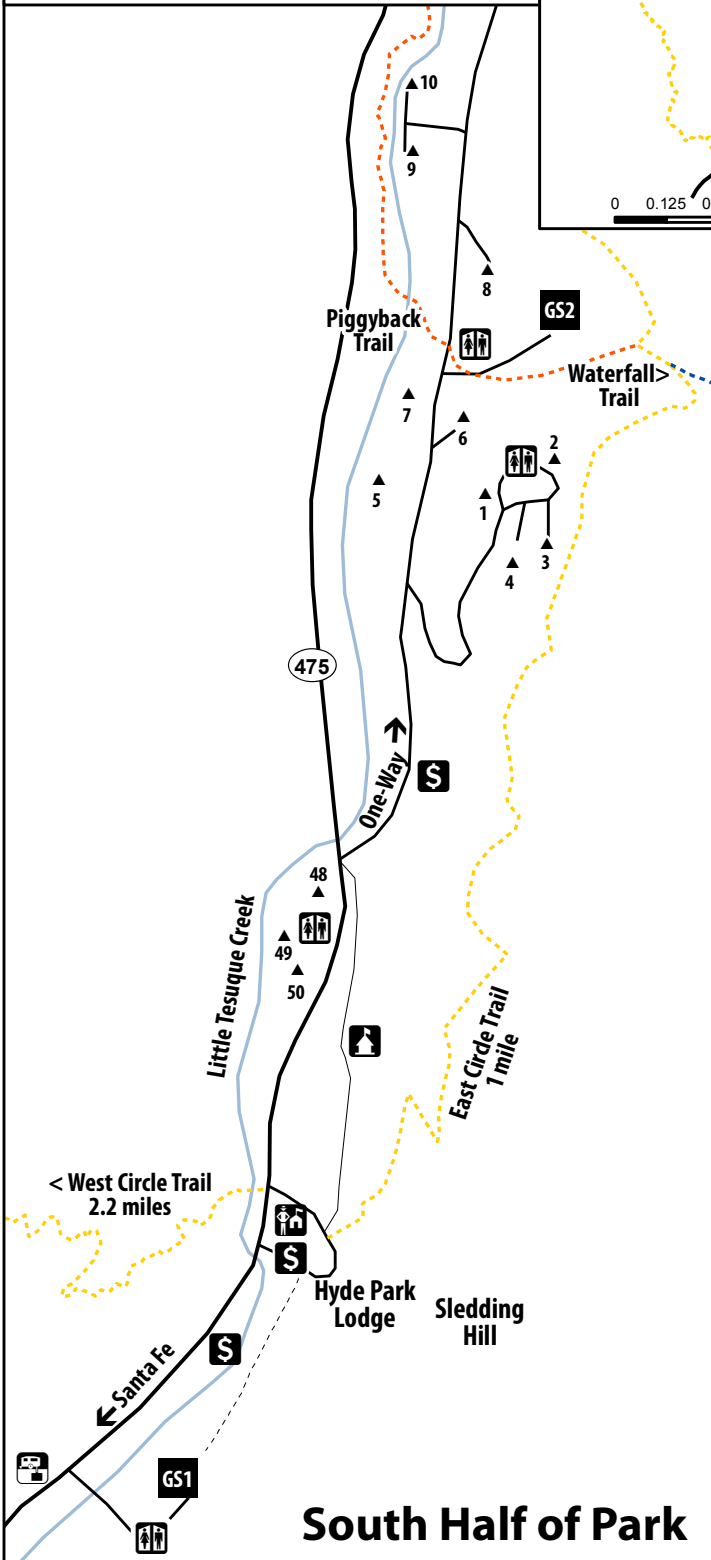 10
9
0 0.125 0
8
GS2
Piggyback
Trail
Waterfall>
Trail
7
6
2
5
1
3
4
475
$
One-Way
48
49
50
Little Tesuque Creek
East Circle Trail
1 mile
< West Circle Trail
2.2 miles
$
Hyde Park
Lodge
Sledding
Hill
$
Santa Fe
GS1
South Half of Park